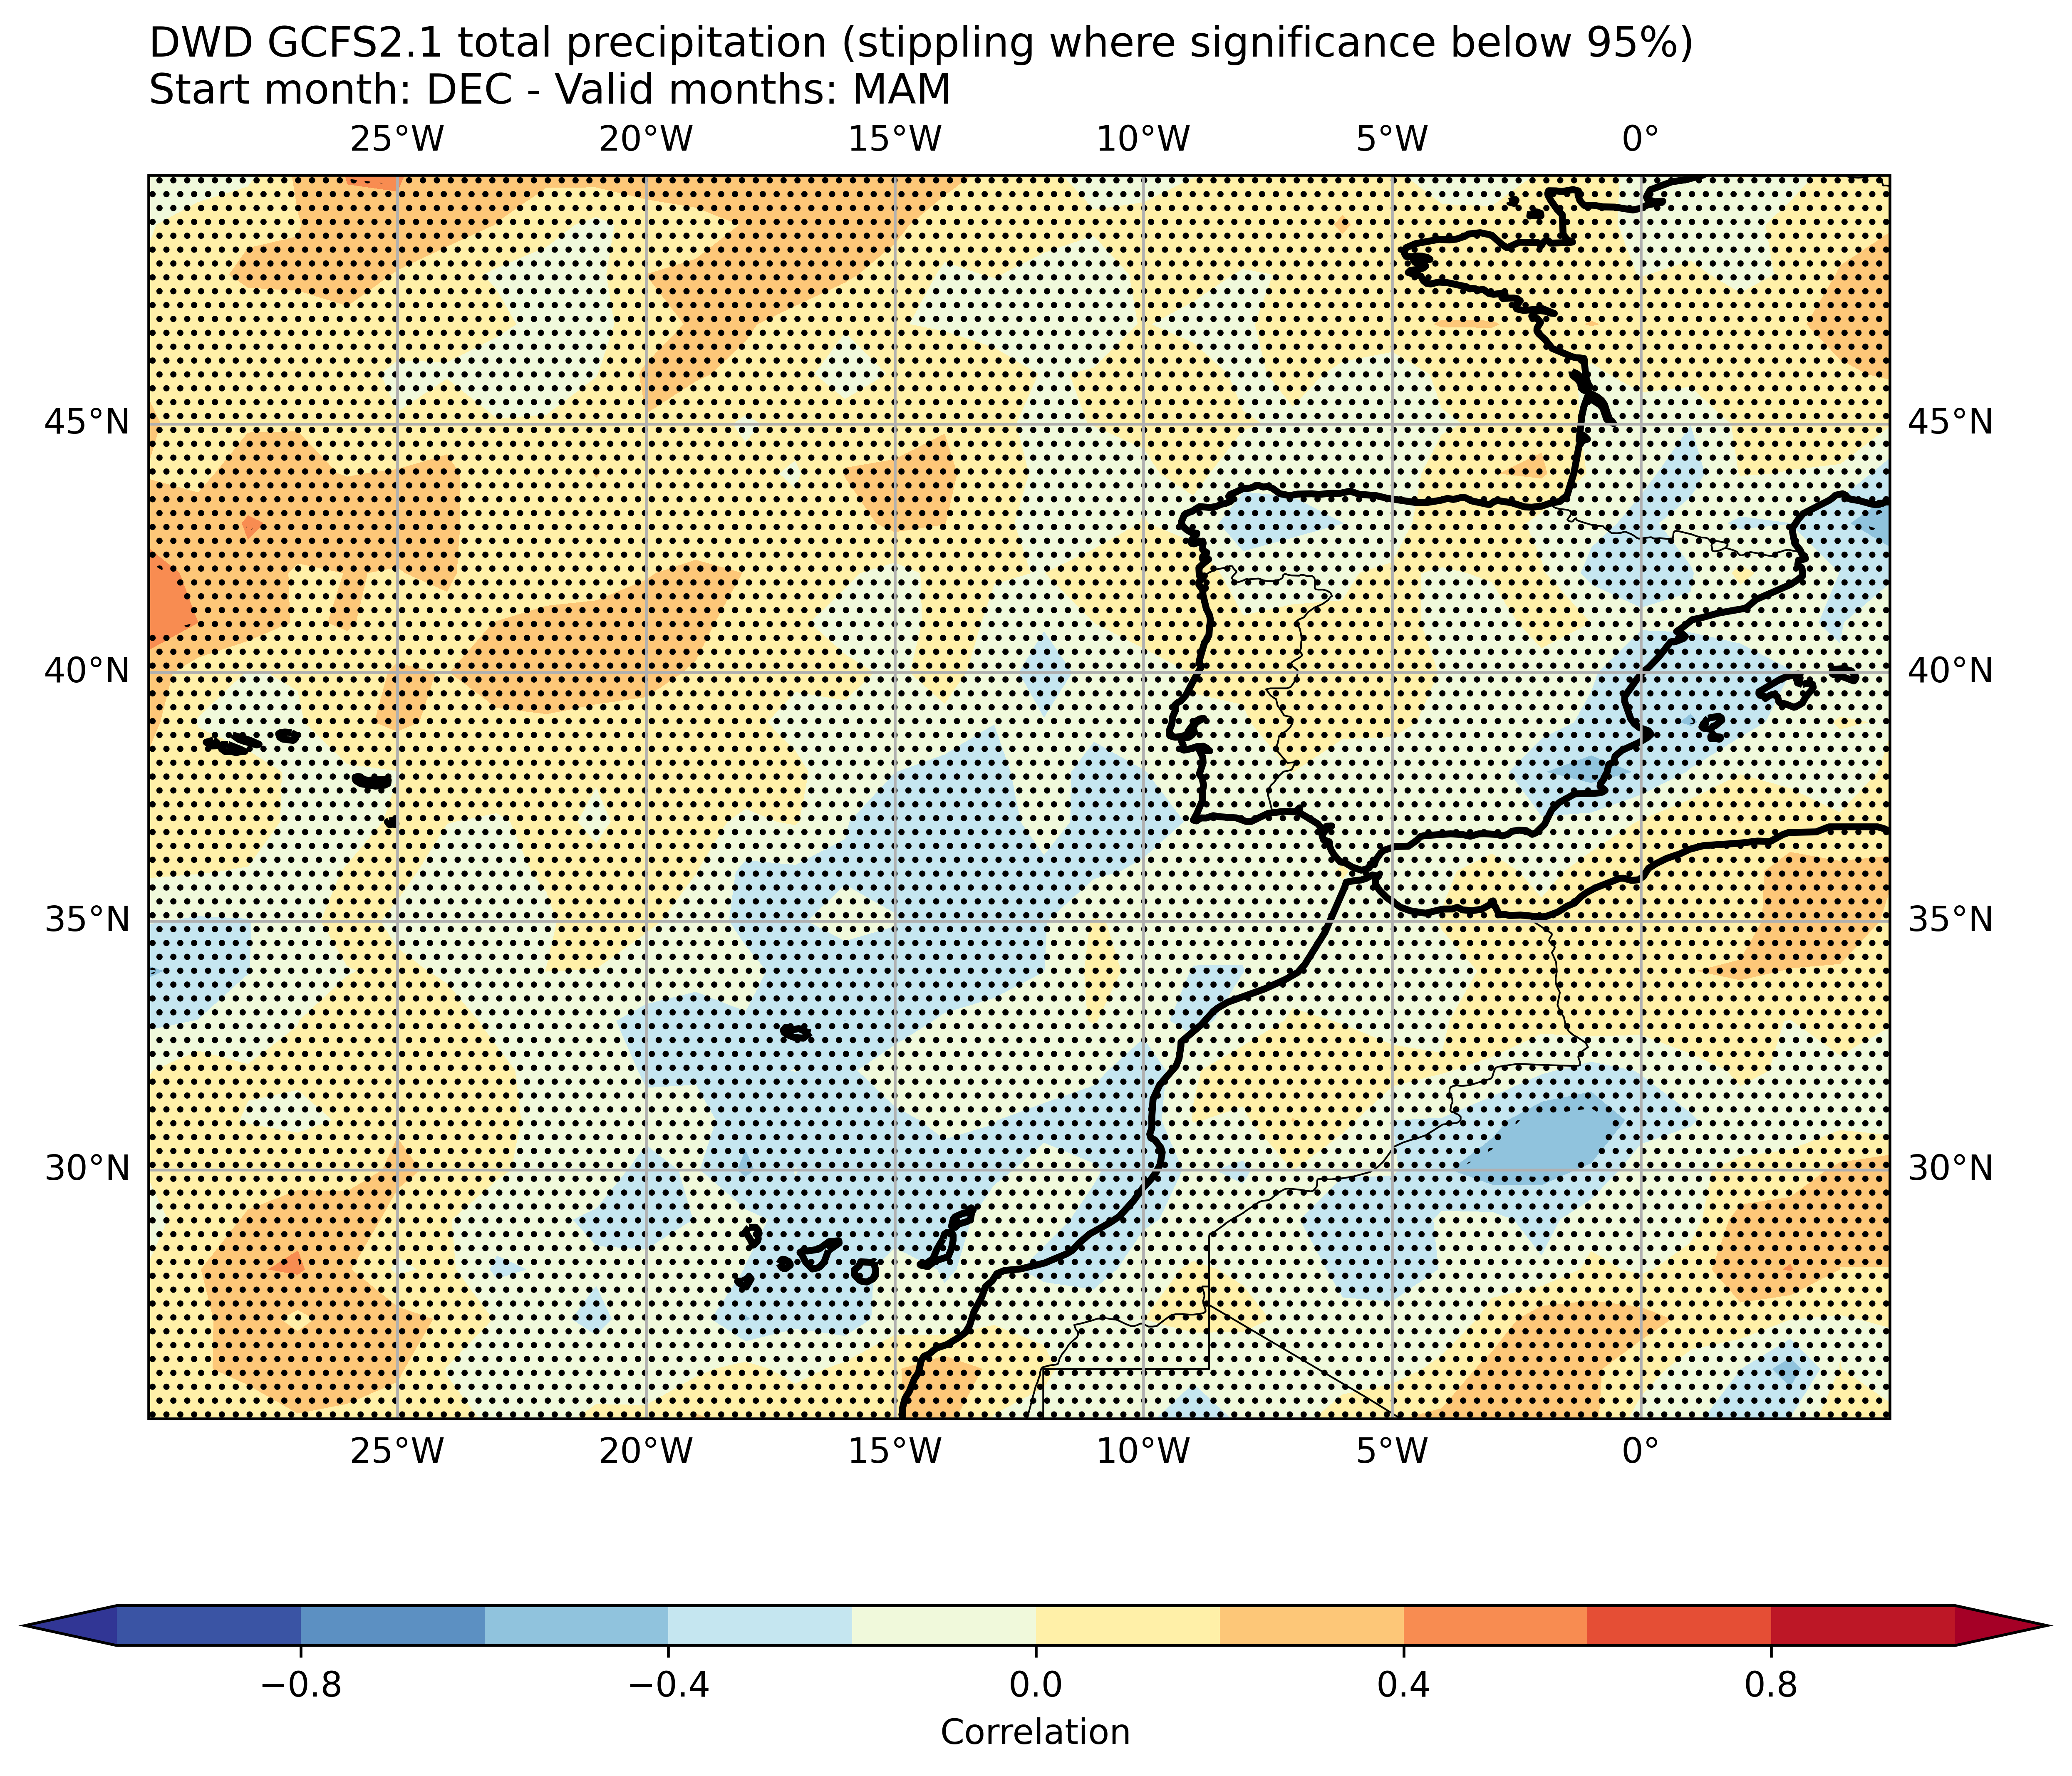 DWD GCFS2.1 total precipitation (stippling where significance below 95%)
Start month: DEC - Valid months: MAM
25°W 20°W 15°W 10°W 5°W 0°
45°N 45°N
40°N 40°N
35°N 35°N
30°N 30°N
25°W 20°W 15°W 10°W 5°W 0°
−0.8 −0.4 0.0 0.4 0.8
Correlation